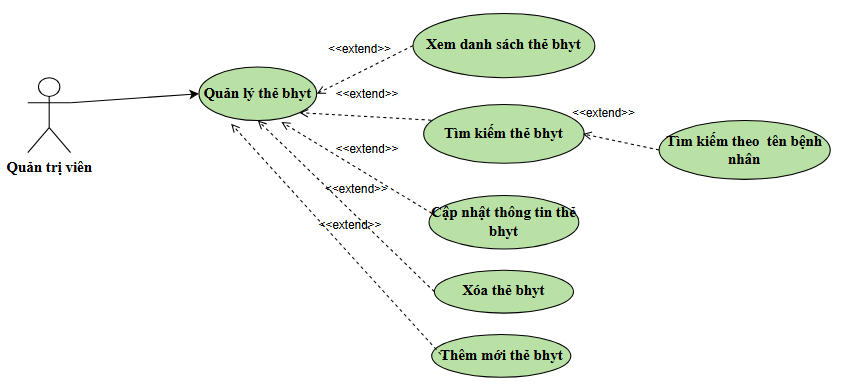 <<extend>>
Xem danh sách thẻ bhyt
Quản lý thẻ bhyt
<<extend>>
<<extend>>
Tìm kiếm thẻ bhyt
Tìm kiếm theo tên bệnh
nhân
Quản trị viên
<<extend>>
<<extend>>
Cập nhật thông tin thẻ
bhyt
<<extend>>
Xóa thẻ bhyt
Thêm mới thẻ bhyt